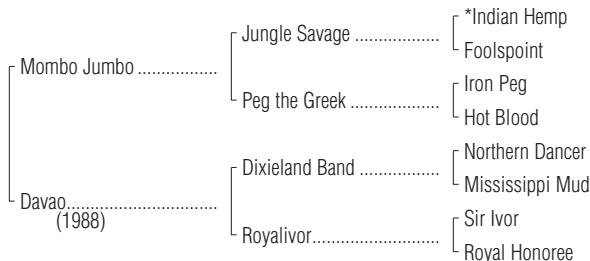 *Indian Hemp
Jungle Savage ..................
Foolspoint
Mombo Jumbo .................
Iron Peg
Peg the Greek ...................
Hot Blood
Northern Dancer
Dixieland Band .................
Mississippi Mud
Davao................................
(1988)
Sir Ivor
Royalivor...........................
Royal Honoree